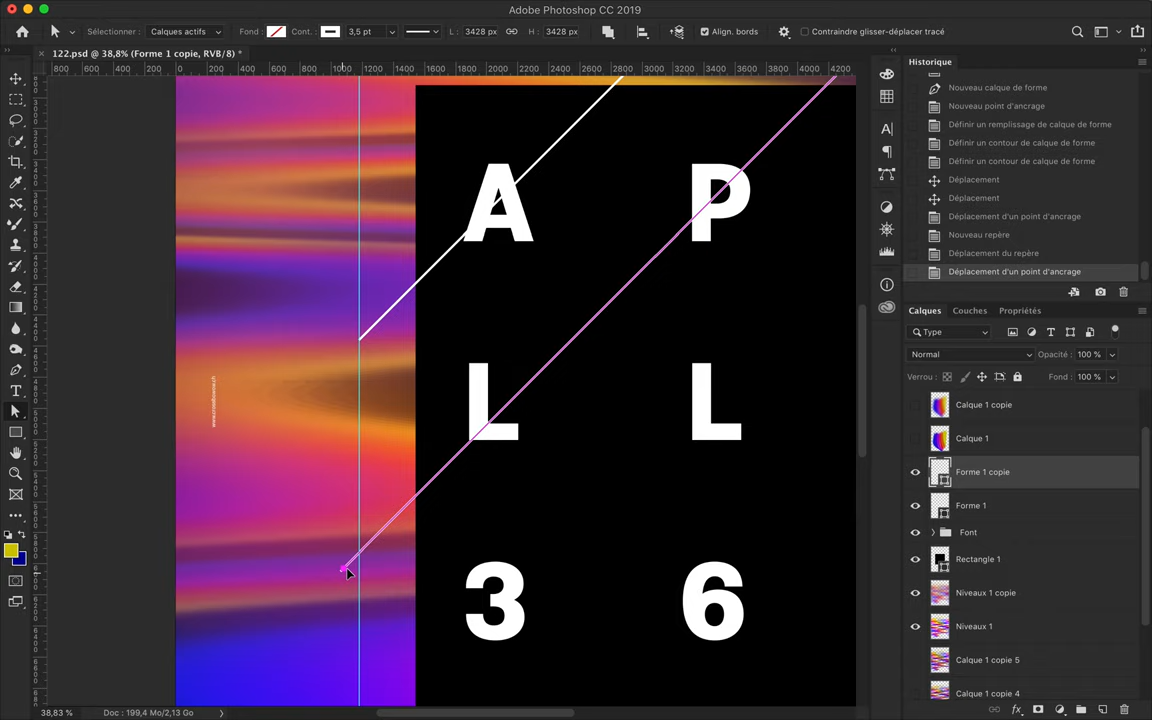 Adobe Photoshop CC 2019
Sélectionner : Calques actifs Fond : Cont. : 3,5 pt L : 3428 px H : 3428 px Align. bords Contraindre glisser-déplacer tracé
122.psd @ 38,8% (Forme 1 copie, RVB/8) *
800 600 400 200 0 200 400 600 800 1000 1200 1400 1600 1800 2000 2200 2400 2600 2800 3000 3200 3400 3600 3800 4000 4200
A P
L L
3 6
38,83 % Doc : 199,4 Mo/2,13 Go
Historique
Nouveau calque de forme
Nouveau point d'ancrage
Définir un remplissage de calque de forme
Définir un contour de calque de forme
Définir un contour de calque de forme
Déplacement
Déplacement
Déplacement d'un point d'ancrage
Nouveau repère
Déplacement du repère
Déplacement d'un point d'ancrage
Calques Couches Propriétés
Type
Normal Opacité : 100 %
Verrou : Fond : 100 %
Calque 1 copie
Calque 1
Forme 1 copie
Forme 1
Font
Rectangle 1
Niveaux 1 copie
Niveaux 1
Calque 1 copie 5
Calque 1 copie 4